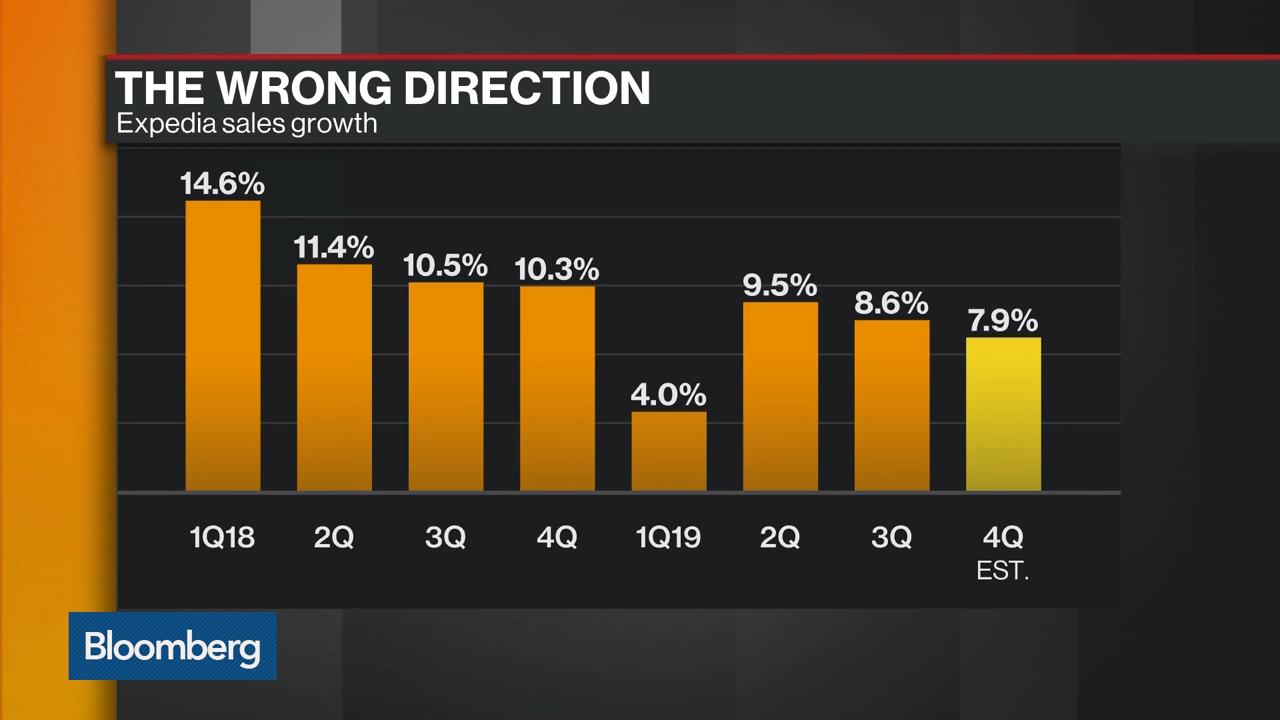 THE WRONG DIRECTION
Expedia sales growth
14.6%
11.4%
10.5%
10.3%
4.0%
9.5%
8.6%
7.9%
1Q18 2Q 3Q 4Q 1Q19 2Q 3Q 4Q
EST.
Bloomberg